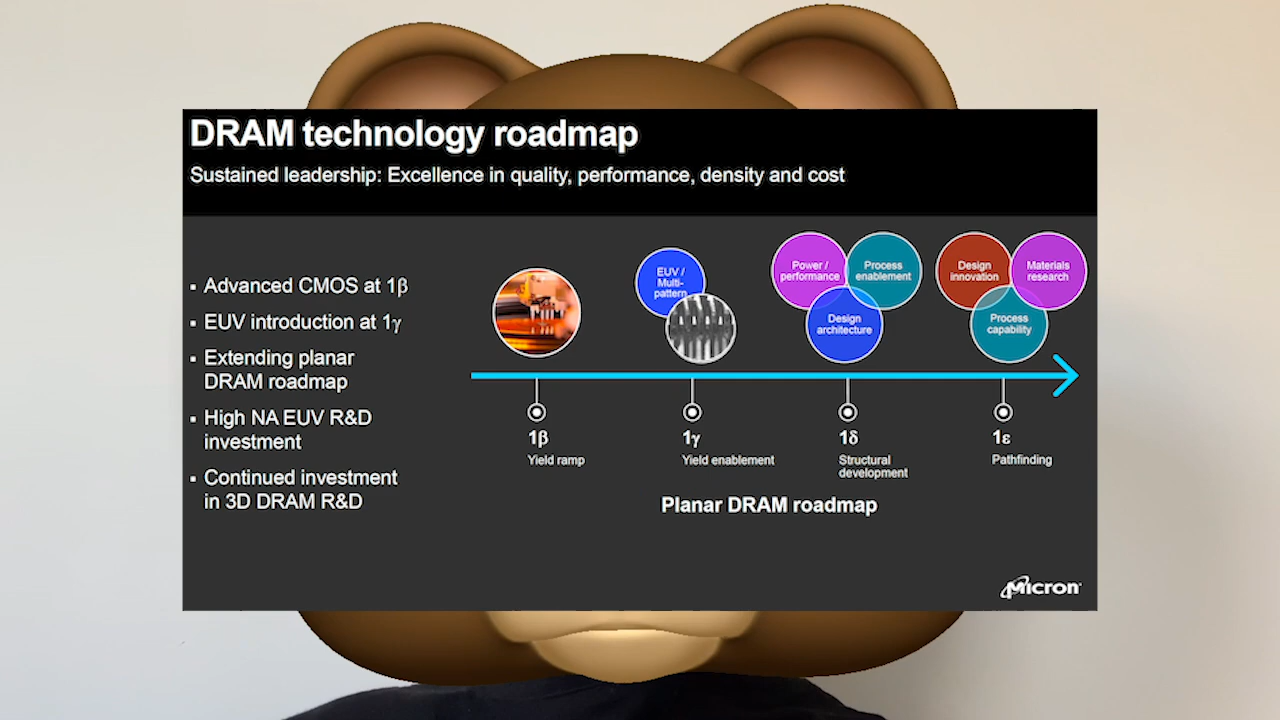 DRAM technology roadmap
Sustained leadership: Excellence in quality, performance, density and cost
▪ Advanced CMOS at 1β
▪ EUV introduction at 1γ
▪ Extending planar
DRAM roadmap
▪ High NA EUV R&D
investment
▪ Continued investment
in 3D DRAM R&D
EUV /
Multi-
pattern
Power /
performance
Process
enablement
Design
architecture
Design
innovation
Materials
research
Process
capability
1β
Yield ramp
1γ
Yield enablement
1δ
Structural
development
1ε
Pathfinding
Planar DRAM roadmap
Micron